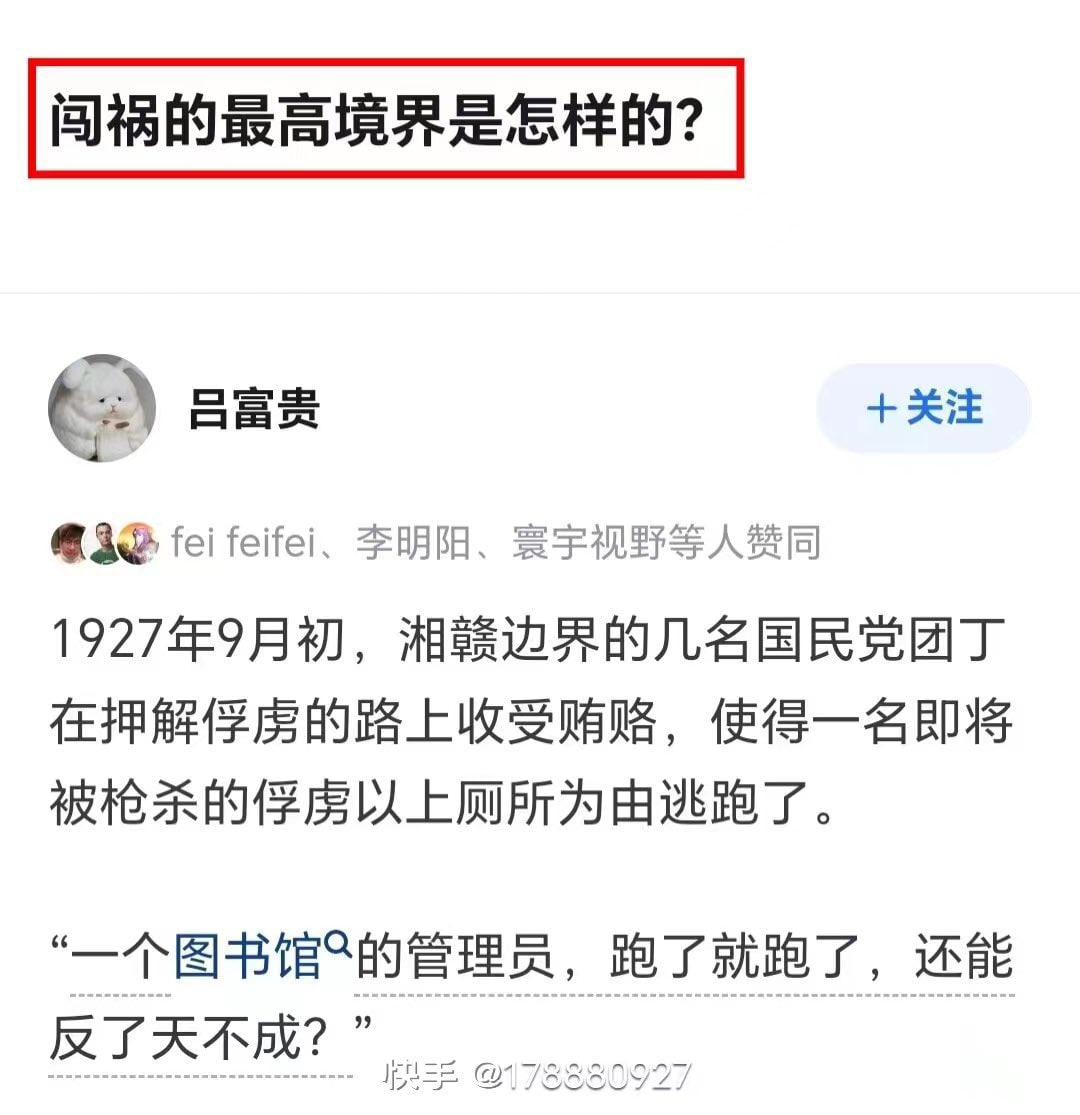 闯祸的最高境界是怎样的？
吕富贵
＋关注
fei feifei、李明阳、寰宇视野等人赞同
1927年9月初，湘赣边界的几名国民党团丁
在押解俘虏的路上收受贿赂，使得一名即将
被枪杀的俘虏以上厕所为由逃跑了。
“一个图书馆的管理员，跑了就跑了，还能
反了天不成？”
快手 @178880927